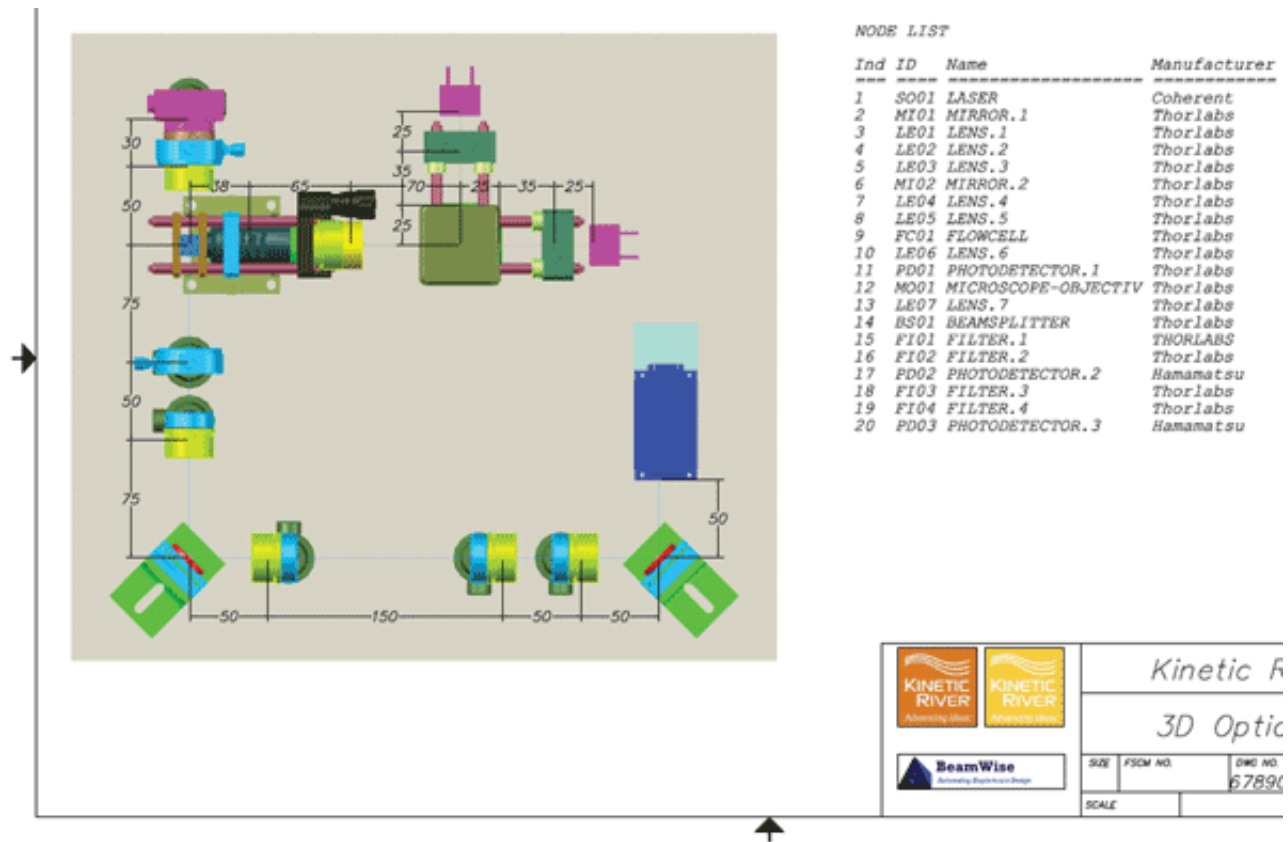 NODE LIST
Ind ID Name Manufacturer
=== ==== =================== ============
1 SO01 LASER Coherent
2 MI01 MIRROR.1 Thorlabs
3 LE01 LENS.1 Thorlabs
4 LE02 LENS.2 Thorlabs
5 LE03 LENS.3 Thorlabs
6 MI02 MIRROR.2 Thorlabs
7 LE04 LENS.4 Thorlabs
8 LE05 LENS.5 Thorlabs
9 FC01 FLOWCELL Thorlabs
10 LE06 LENS.6 Thorlabs
11 PD01 PHOTODETECTOR.1 Thorlabs
12 MO01 MICROSCOPE-OBJECTIV Thorlabs
13 LE07 LENS.7 Thorlabs
14 BS01 BEAMSPLITTER Thorlabs
15 FI01 FILTER.1 THORLABS
16 FI02 FILTER.2 Thorlabs
17 PD02 PHOTODETECTOR.2 Hamamatsu
18 FI03 FILTER.3 Thorlabs
19 FI04 FILTER.4 Thorlabs
20 PD03 PHOTODETECTOR.3 Hamamatsu
25
30
35
38 65 70 25 35 25
50
25
75
50
75
50
50 150 50 50
KINETIC RIVER
Advancing Ideas
KINETIC RIVER
Advancing Ideas
BeamWise
Kinetic R
3D Optic
SIZE FSCM NO. DWG NO.
67890
SCALE